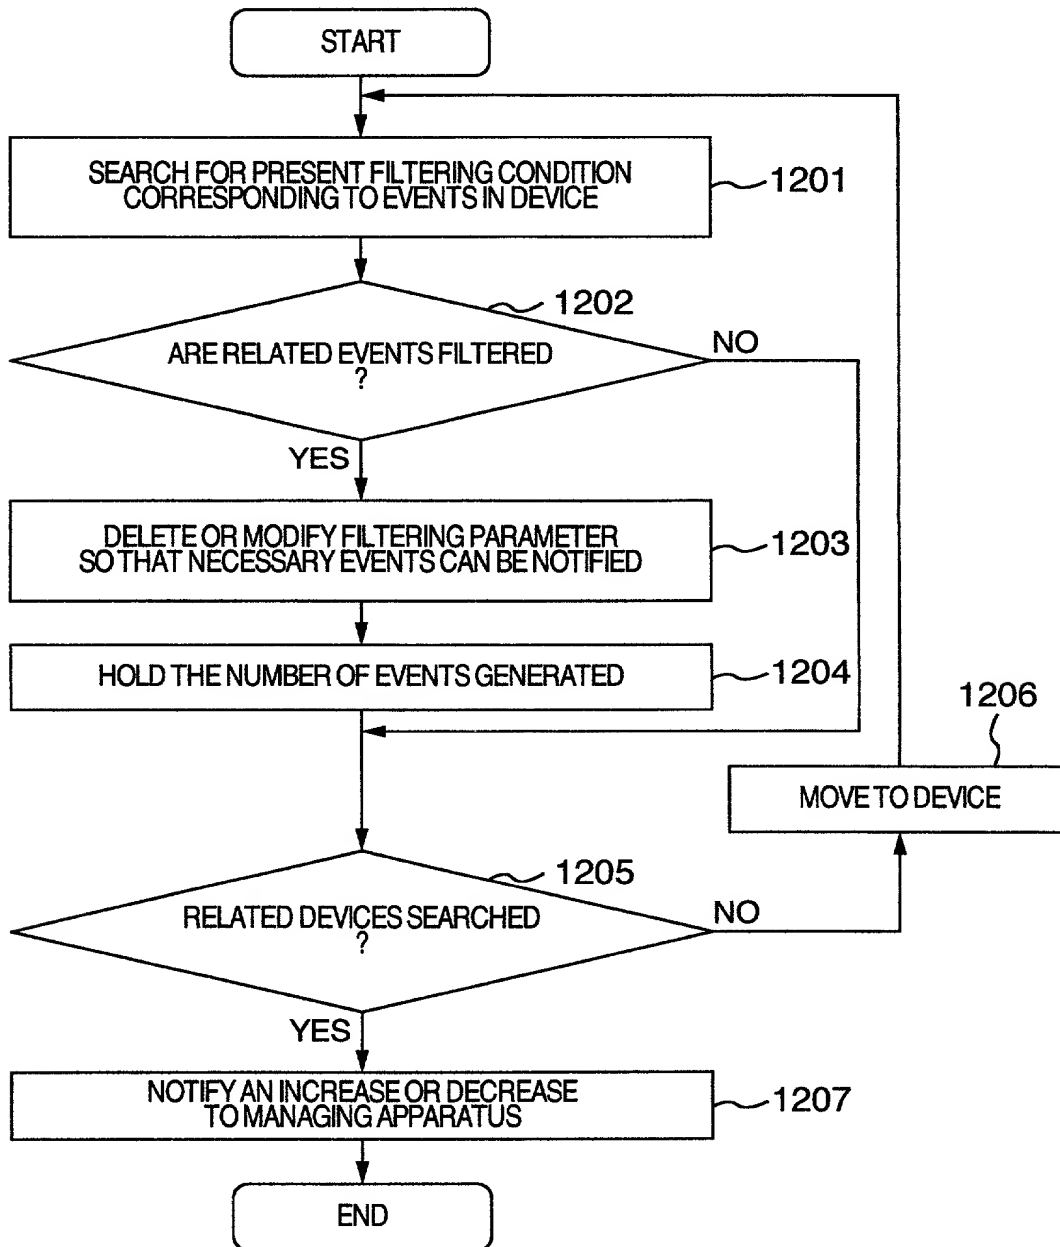 START
SEARCH FOR PRESENT FILTERING CONDITION
CORRESPONDING TO EVENTS IN DEVICE
1201
1202
ARE RELATED EVENTS FILTERED
?
NO
YES
DELETE OR MODIFY FILTERING PARAMETER
SO THAT NECESSARY EVENTS CAN BE NOTIFIED
1203
HOLD THE NUMBER OF EVENTS GENERATED
1204
1206
MOVE TO DEVICE
1205
RELATED DEVICES SEARCHED
?
NO
YES
NOTIFY AN INCREASE OR DECREASE
TO MANAGING APPARATUS
1207
END